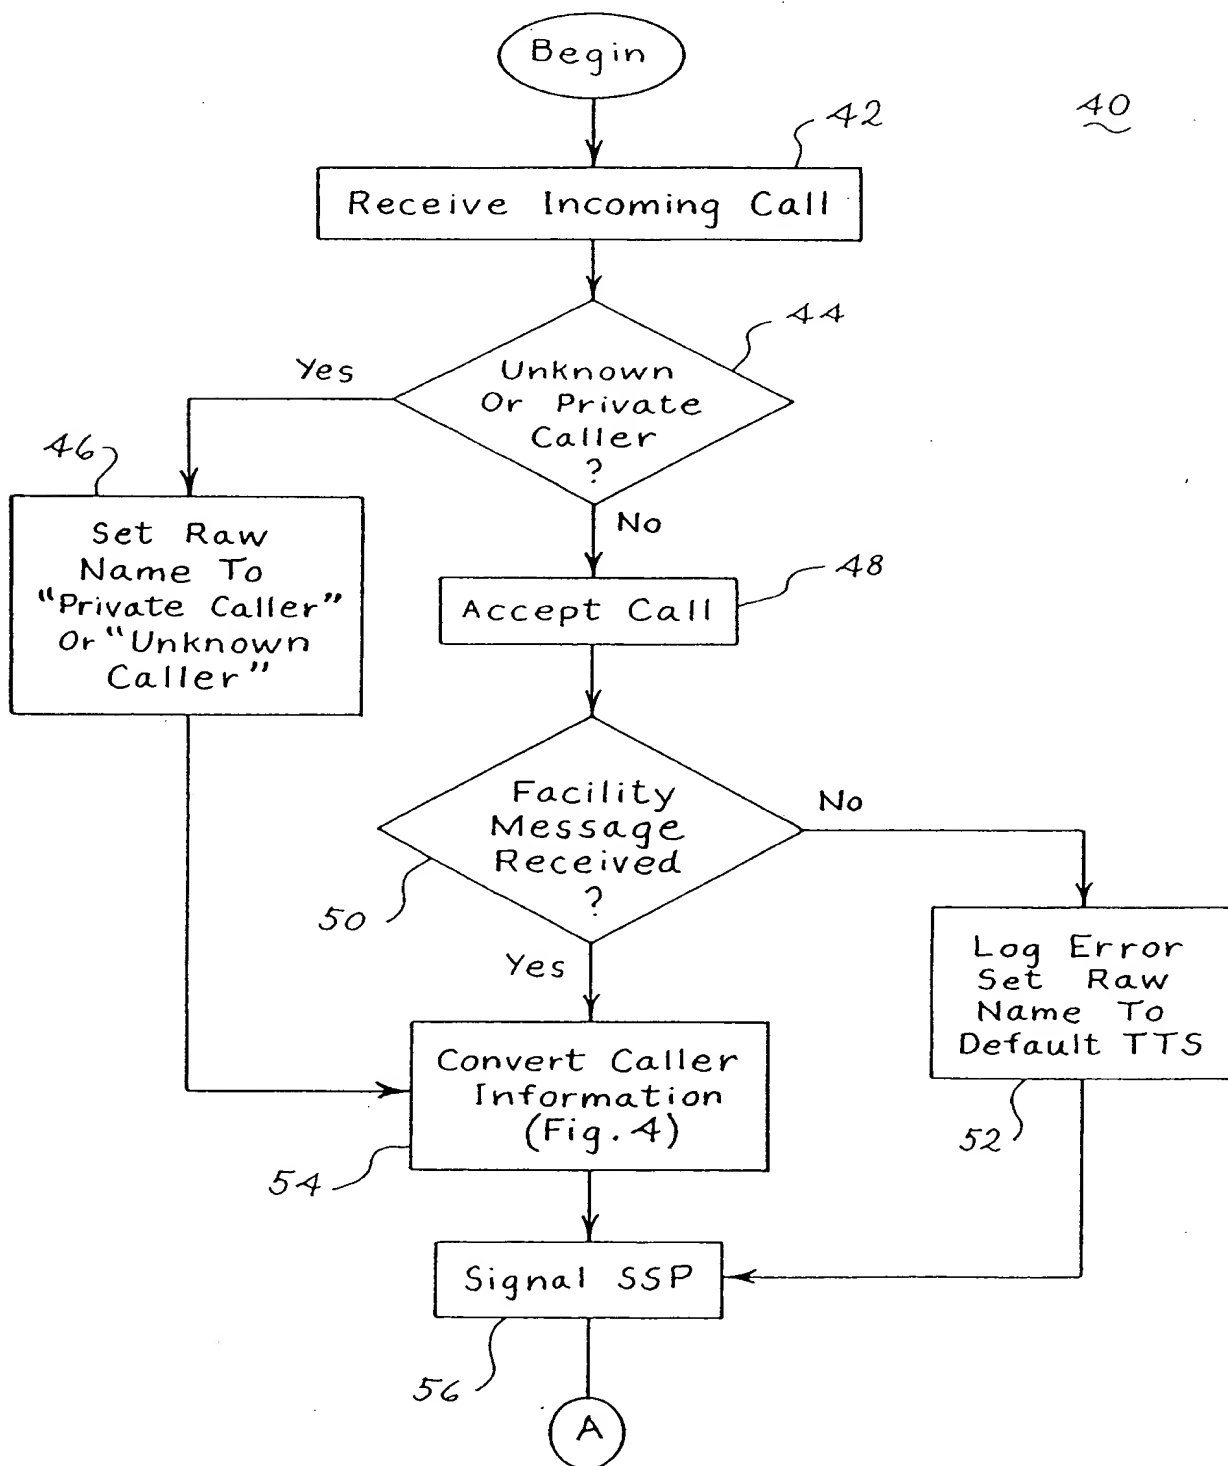 Begin
40
42
Receive Incoming Call
44
Unknown
Or Private
Caller
?
Yes
No
46
Set Raw
Name To
"Private Caller"
Or "Unknown
Caller"
48
Accept Call
Facility
Message
Received
?
50
No
Yes
Log Error
Set Raw
Name To
Default TTS
52
Convert Caller
Information
(Fig. 4)
54
Signal SSP
56
A